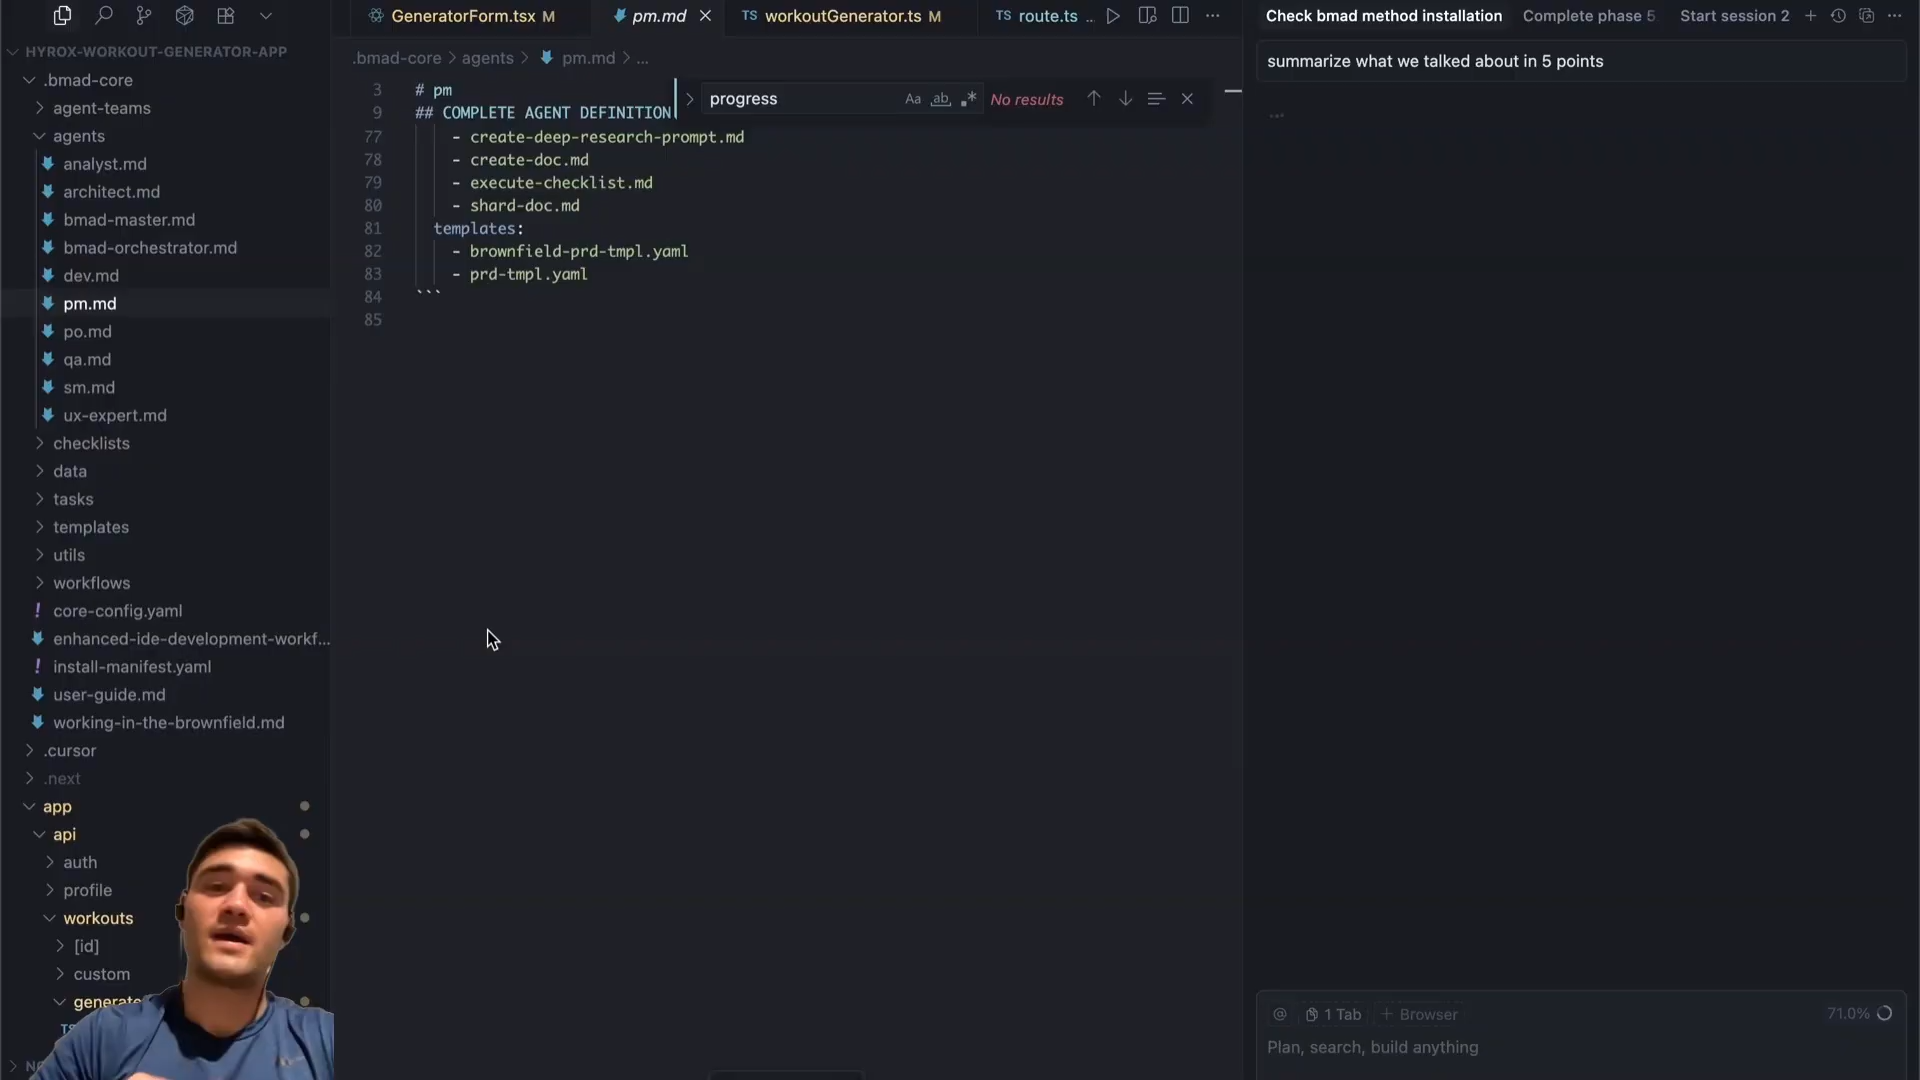 GeneratorForm.tsx M
pm.md
TS workoutGenerator.ts M
TS route.ts ..
Check bmad method installation
Complete phase 5
Start session 2
HYROX-WORKOUT-GENERATOR-APP
.bmad-core
agent-teams
agents
analyst.md
architect.md
bmad-master.md
bmad-orchestrator.md
dev.md
pm.md
po.md
qa.md
sm.md
ux-expert.md
checklists
data
tasks
templates
utils
workflows
! core-config.yaml
enhanced-ide-development-workf...
! install-manifest.yaml
user-guide.md
working-in-the-brownfield.md
.cursor
.next
app
api
auth
profile
workouts
[id]
custom
generate
TS
.bmad-core > agents > pm.md > ...
progress
Aa ab .* No results
3 # pm
9 ## COMPLETE AGENT DEFINITION
77 - create-deep-research-prompt.md
78 - create-doc.md
79 - execute-checklist.md
80 - shard-doc.md
81 templates:
82 - brownfield-prd-tmpl.yaml
83 - prd-tmpl.yaml
84 ```
85
summarize what we talked about in 5 points
...
@ 1 Tab + Browser
71.0%
Plan, search, build anything